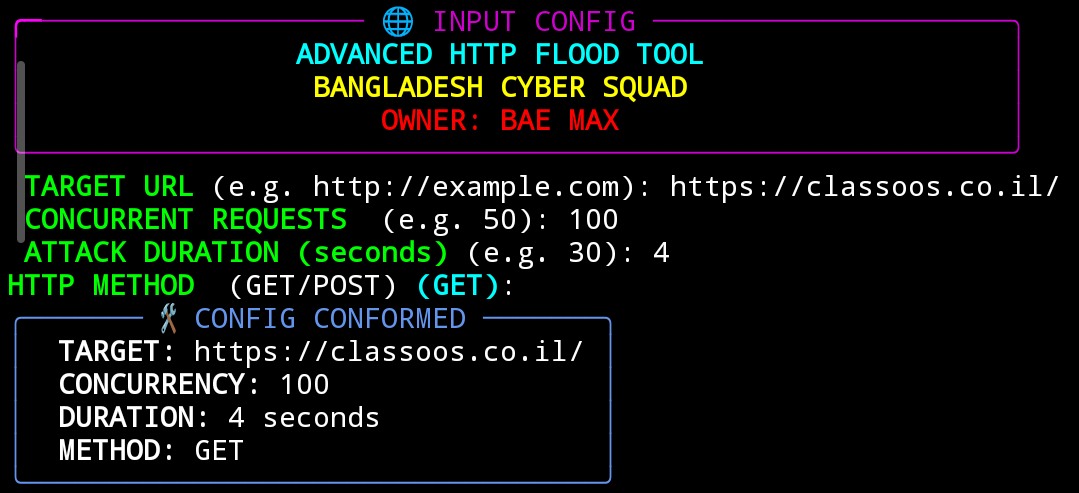 🌐 INPUT CONFIG
ADVANCED HTTP FLOOD TOOL
BANGLADESH CYBER SQUAD
OWNER: BAE MAX
TARGET URL (e.g. http://example.com): https://classoos.co.il/
CONCURRENT REQUESTS (e.g. 50): 100
ATTACK DURATION (seconds) (e.g. 30): 4
HTTP METHOD (GET/POST) (GET):
🛠 CONFIG CONFORMED
TARGET: https://classoos.co.il/
CONCURRENCY: 100
DURATION: 4 seconds
METHOD: GET